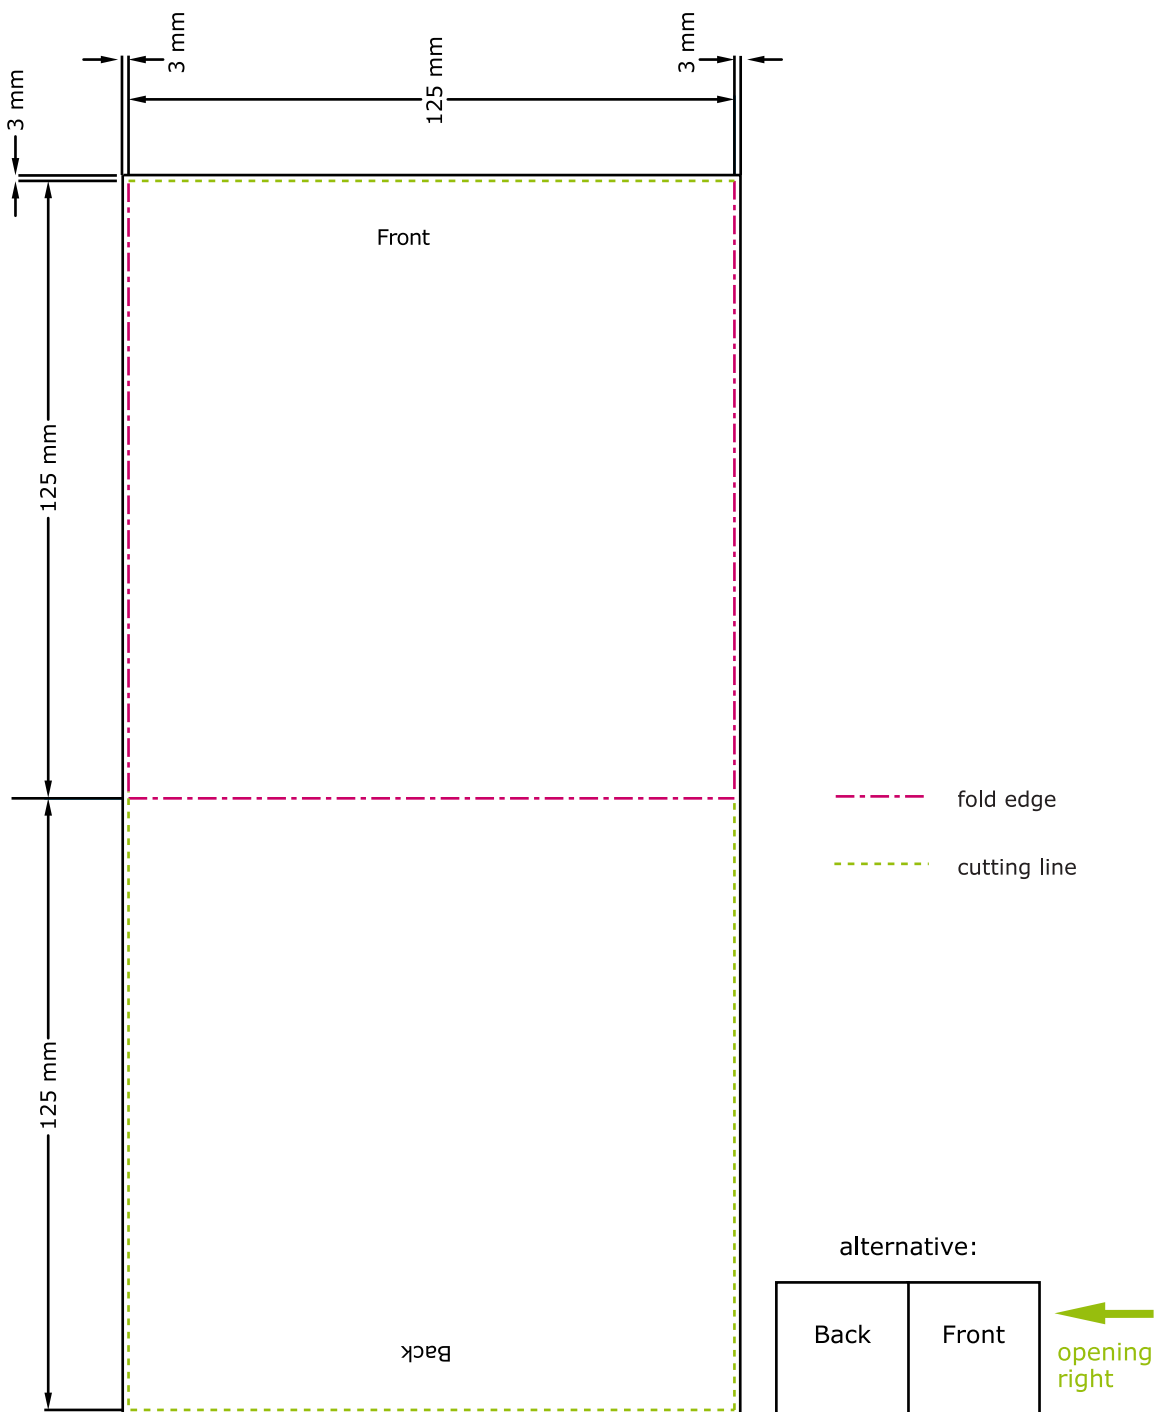 3 mm
3 mm
125 mm
3 mm
Front
125 mm
fold edge
cutting line
125 mm
alternative:
Back
Front
opening
right
Back